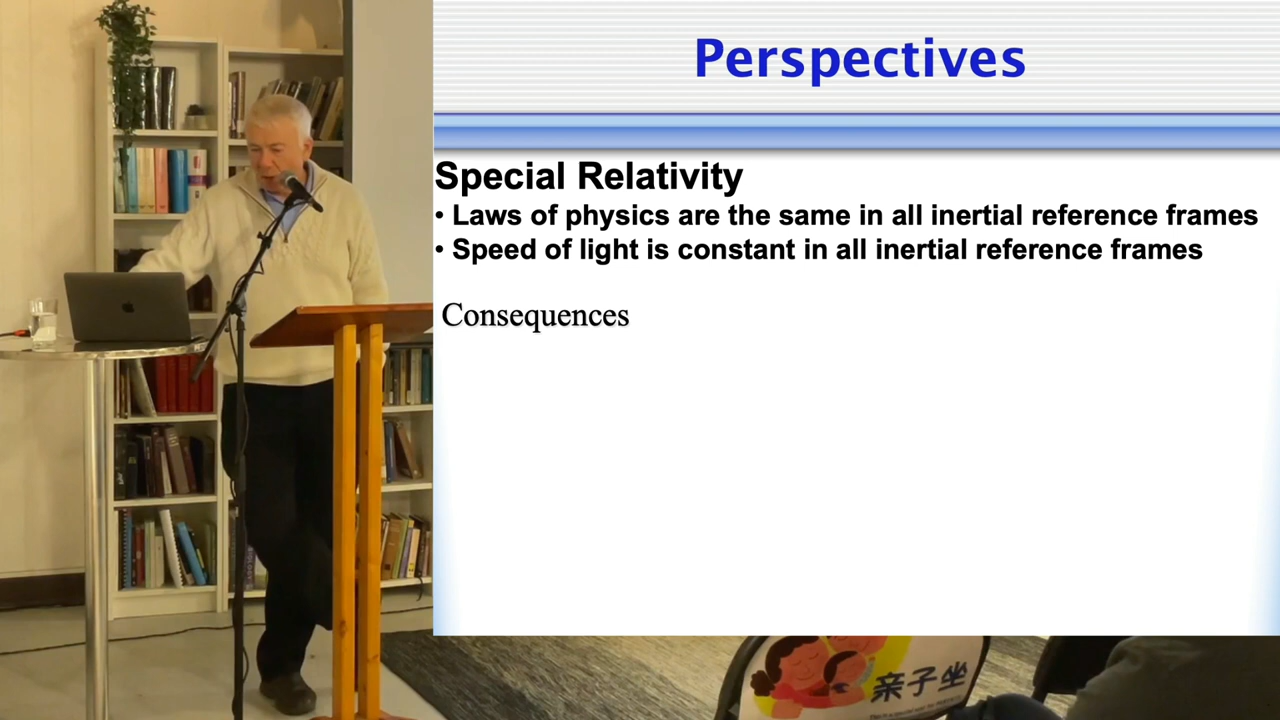 Perspectives
Special Relativity
• Laws of physics are the same in all inertial reference frames
• Speed of light is constant in all inertial reference frames
Consequences
亲子坐